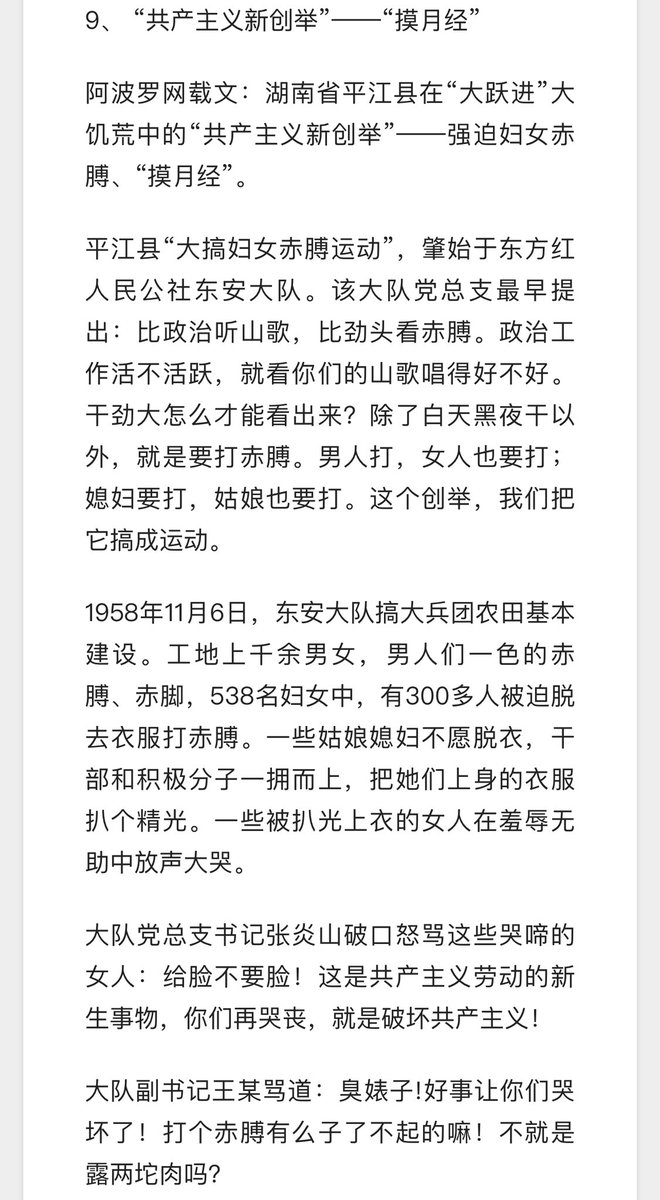 9、 “共产主义新创举”——“摸月经”
阿波罗网载文：湖南省平江县在“大跃进”大
饥荒中的“共产主义新创举”——强迫妇女赤
膊、“摸月经”。
平江县“大搞妇女赤膊运动”，肇始于东方红
人民公社东安大队。该大队党总支最早提
出：比政治听山歌，比劲头看赤膊。政治工
作活不活跃，就看你们的山歌唱得好不好。
干劲大怎么才能看出来？除了白天黑夜干以
外，就是要打赤膊。男人打，女人也要打；
媳妇要打，姑娘也要打。这个创举，我们把
它搞成运动。
1958年11月6日，东安大队搞大兵团农田基本
建设。工地上千余男女，男人们一色的赤
膊、赤脚，538名妇女中，有300多人被迫脱
去衣服打赤膊。一些姑娘媳妇不愿脱衣，干
部和积极分子一拥而上，把她们上身的衣服
扒个精光。一些被扒光上衣的女人在羞辱无
助中放声大哭。
大队党总支书记张炎山破口怒骂这些哭啼的
女人：给脸不要脸！这是共产主义劳动的新
生事物，你们再哭丧，就是破坏共产主义！
大队副书记王某骂道：臭婊子!好事让你们哭
坏了！打个赤膊有么子了不起的嘛！不就是
露两坨肉吗？